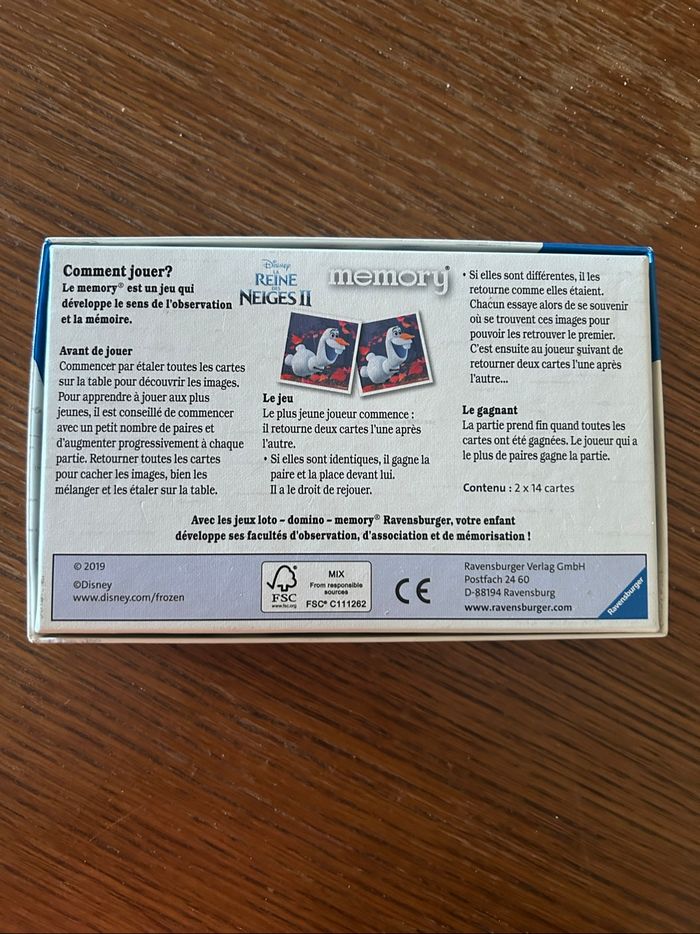 Comment jouer?
Le memory® est un jeu qui
développe le sens de l'observation
et la mémoire.
Avant de jouer
Commencer par étaler toutes les cartes
sur la table pour découvrir les images.
Pour apprendre à jouer aux plus
jeunes, il est conseillé de commencer
avec un petit nombre de paires et
d'augmenter progressivement à chaque
partie. Retourner toutes les cartes
pour cacher les images, bien les
mélanger et les étaler sur la table.
Disney
LA
REINE
DES
NEIGES II
memory®
Le jeu
Le plus jeune joueur commence :
il retourne deux cartes l'une après
l'autre.
• Si elles sont identiques, il gagne la
paire et la place devant lui.
Il a le droit de rejouer.
• Si elles sont différentes, il les
retourne comme elles étaient.
Chacun essaye alors de se souvenir
où se trouvent ces images pour
pouvoir les retrouver le premier.
C'est ensuite au joueur suivant de
retourner deux cartes l'une après
l'autre...
Le gagnant
La partie prend fin quand toutes les
cartes ont été gagnées. Le joueur qui a
le plus de paires gagne la partie.
Contenu : 2 x 14 cartes
Avec les jeux loto – domino – memory® Ravensburger, votre enfant
développe ses facultés d'observation, d'association et de mémorisation !
© 2019
©Disney
www.disney.com/frozen
FSC
www.fsc.org
MIX
From responsible
sources
FSC® C111262
CE
Ravensburger Verlag GmbH
Postfach 24 60
D-88194 Ravensburg
www.ravensburger.com
Ravensburger